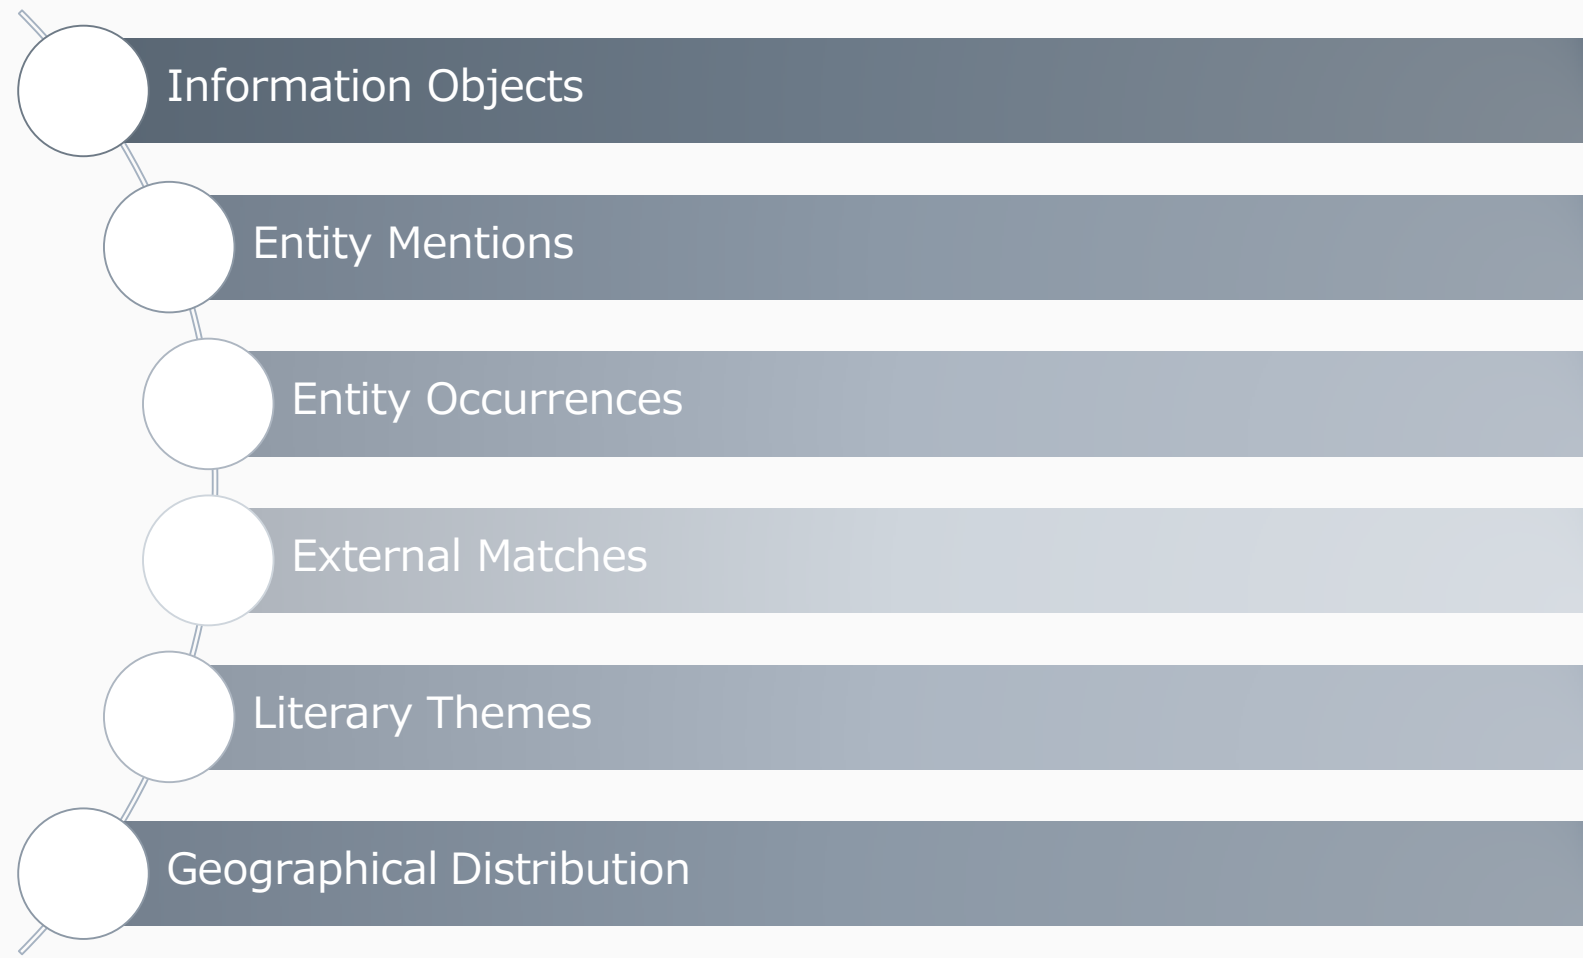 Information Objects
Entity Mentions
Entity Occurrences
External Matches
Literary Themes
Geographical Distribution